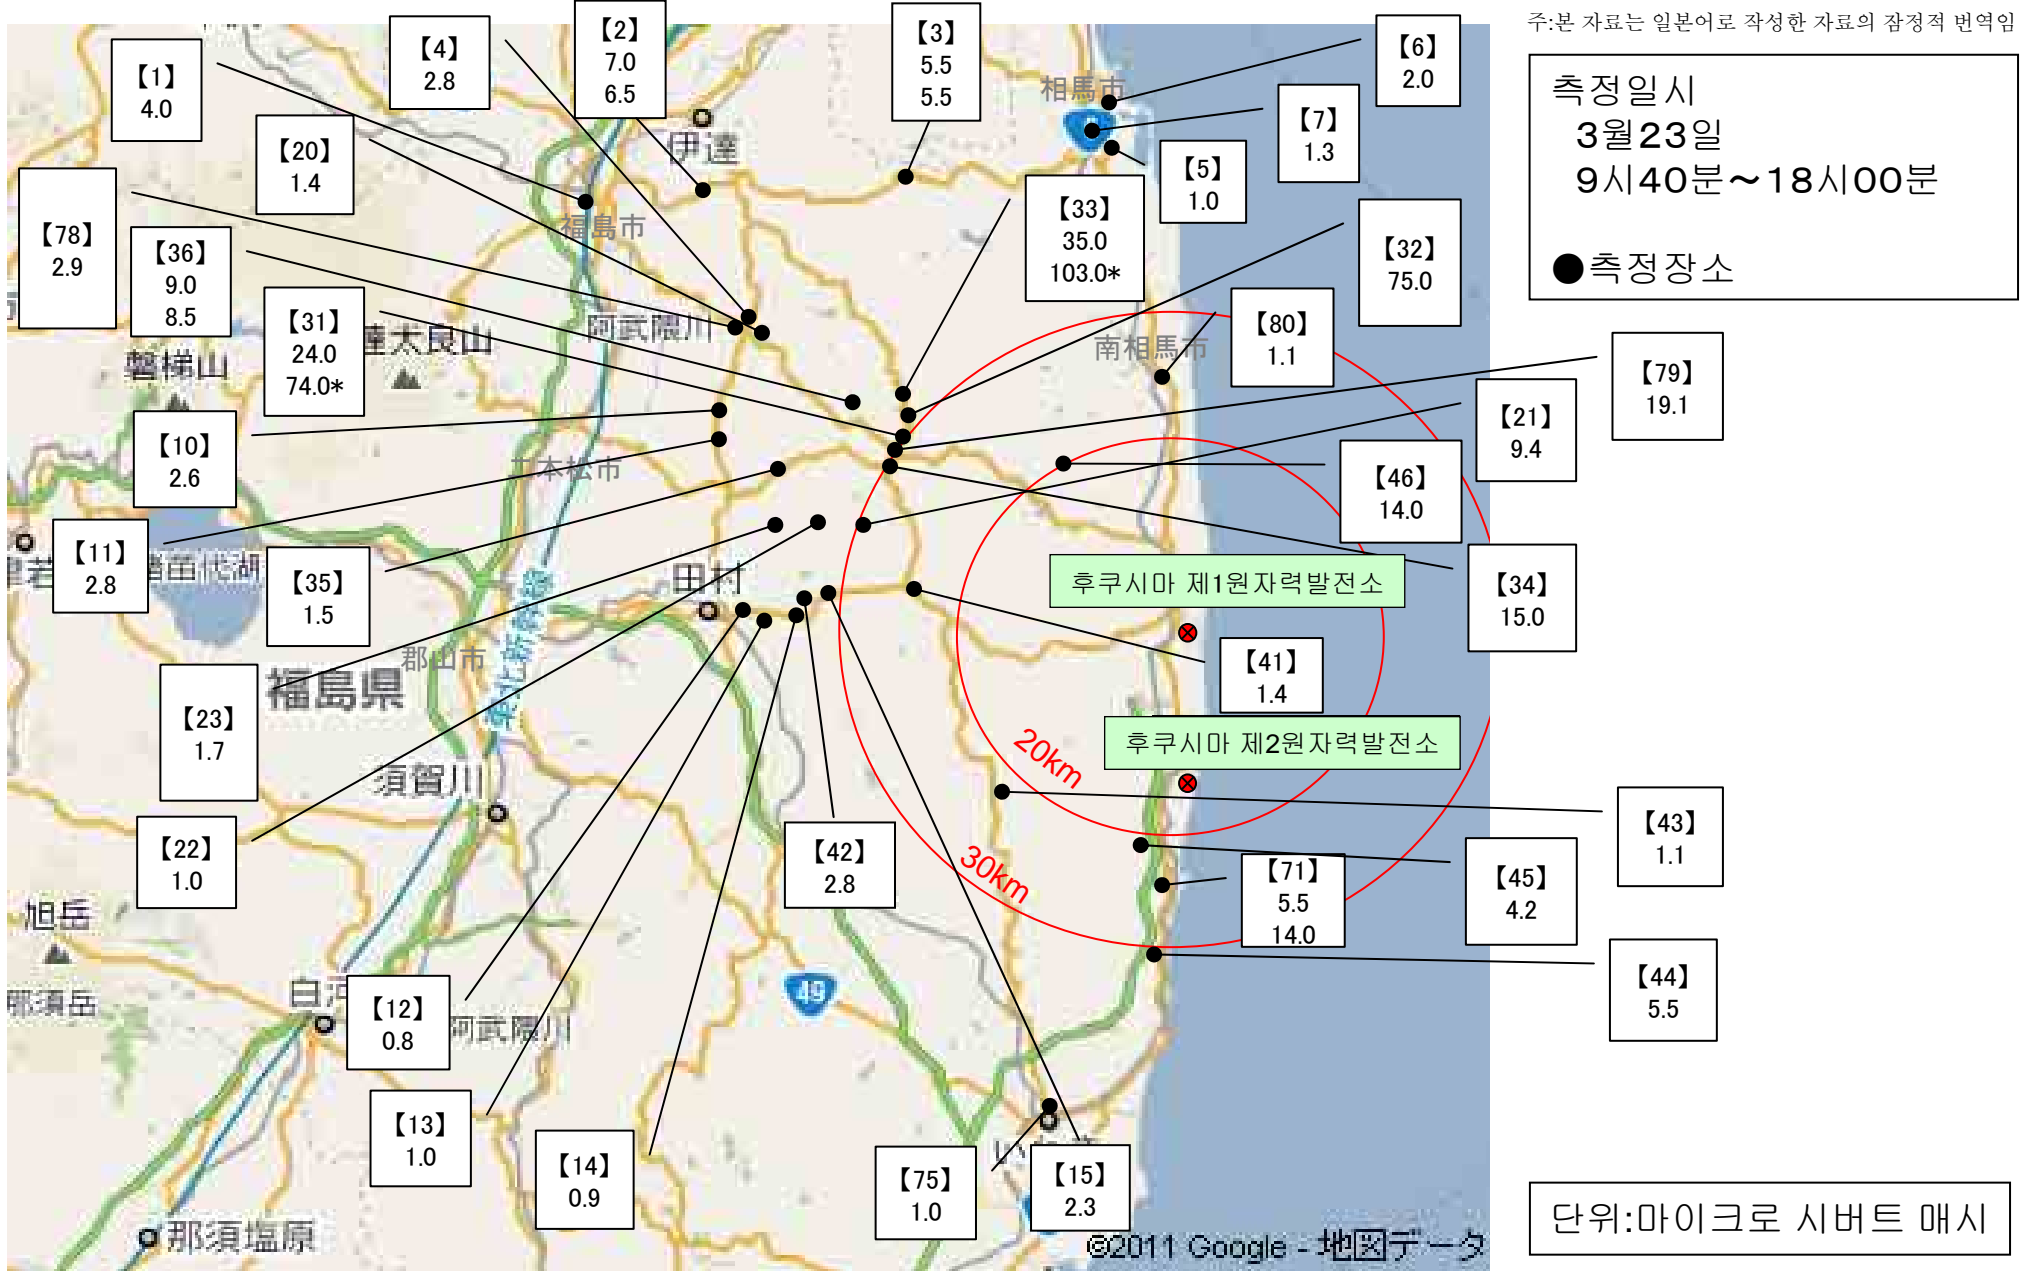 주:본 자료는 일본어로 작성한 자료의 잠정적 번역임
측정일시
3월23일
9시40분～18시00분
●측정장소
【1】
4.0
【4】
2.8
【2】
7.0
6.5
【3】
5.5
5.5
【6】
2.0
【7】
1.3
【5】
1.0
【20】
1.4
【78】
2.9
【36】
9.0
8.5
【31】
24.0
74.0*
【33】
35.0
103.0*
【32】
75.0
【80】
1.1
【79】
19.1
【21】
9.4
【46】
14.0
【34】
15.0
【10】
2.6
【11】
2.8
【35】
1.5
【23】
1.7
【22】
1.0
【41】
1.4
【43】
1.1
【45】
4.2
【71】
5.5
14.0
【44】
5.5
【42】
2.8
【12】
0.8
【13】
1.0
【14】
0.9
【75】
1.0
【15】
2.3
후쿠시마 제1원자력발전소
후쿠시마 제2원자력발전소
20km
30km
相馬市
伊達
福島市
阿武隈川
達太良山
磐梯山
南相馬市
二本松市
田村
郡山市
福島県
東北新幹線
須賀川
旭岳
那須岳
白河
阿武隈川
49
那須塩原
©2011 Google - 地図データ
단위:마이크로 시버트 매시